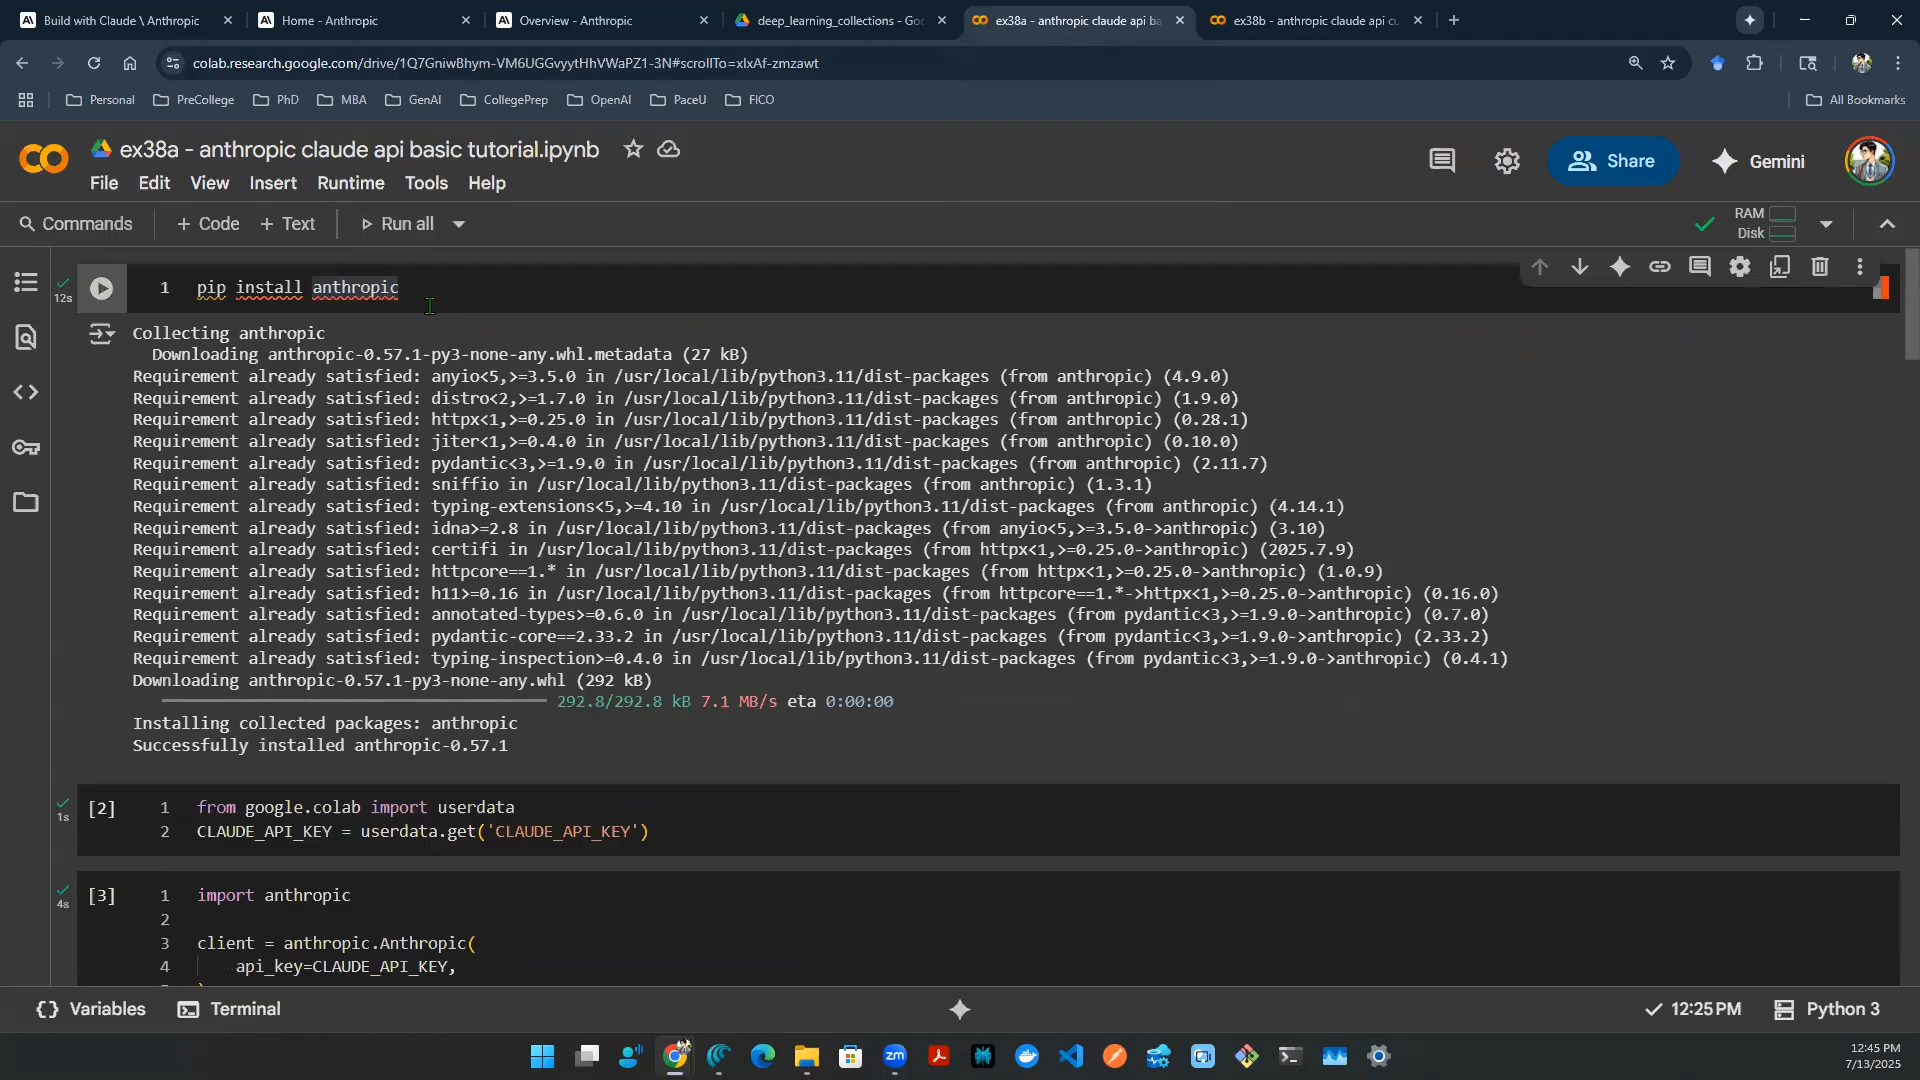 Build with Claude \ Anthropic
Home - Anthropic
Overview - Anthropic
deep_learning_collections - Goo
ex38a - anthropic claude api ba
ex38b - anthropic claude api cu
colab.research.google.com/drive/1Q7GniwBhym-VM6UGGvyytHhVWaPZ1-3N#scrollTo=xlxAf-zmzawt
Personal
PreCollege
PhD
MBA
GenAI
CollegePrep
OpenAI
PaceU
FICO
All Bookmarks
ex38a - anthropic claude api basic tutorial.ipynb
File Edit View Insert Runtime Tools Help
Share
Gemini
Commands
+ Code
+ Text
Run all
RAM
Disk
12s
1 pip install anthropic
Collecting anthropic
Downloading anthropic-0.57.1-py3-none-any.whl.metadata (27 kB)
Requirement already satisfied: anyio<5,>=3.5.0 in /usr/local/lib/python3.11/dist-packages (from anthropic) (4.9.0)
Requirement already satisfied: distro<2,>=1.7.0 in /usr/local/lib/python3.11/dist-packages (from anthropic) (1.9.0)
Requirement already satisfied: httpx<1,>=0.25.0 in /usr/local/lib/python3.11/dist-packages (from anthropic) (0.28.1)
Requirement already satisfied: jiter<1,>=0.4.0 in /usr/local/lib/python3.11/dist-packages (from anthropic) (0.10.0)
Requirement already satisfied: pydantic<3,>=1.9.0 in /usr/local/lib/python3.11/dist-packages (from anthropic) (2.11.7)
Requirement already satisfied: sniffio in /usr/local/lib/python3.11/dist-packages (from anthropic) (1.3.1)
Requirement already satisfied: typing-extensions<5,>=4.10 in /usr/local/lib/python3.11/dist-packages (from anthropic) (4.14.1)
Requirement already satisfied: idna>=2.8 in /usr/local/lib/python3.11/dist-packages (from anyio<5,>=3.5.0->anthropic) (3.10)
Requirement already satisfied: certifi in /usr/local/lib/python3.11/dist-packages (from httpx<1,>=0.25.0->anthropic) (2025.7.9)
Requirement already satisfied: httpcore==1.* in /usr/local/lib/python3.11/dist-packages (from httpx<1,>=0.25.0->anthropic) (1.0.9)
Requirement already satisfied: h11>=0.16 in /usr/local/lib/python3.11/dist-packages (from httpcore==1.*->httpx<1,>=0.25.0->anthropic) (0.16.0)
Requirement already satisfied: annotated-types>=0.6.0 in /usr/local/lib/python3.11/dist-packages (from pydantic<3,>=1.9.0->anthropic) (0.7.0)
Requirement already satisfied: pydantic-core==2.33.2 in /usr/local/lib/python3.11/dist-packages (from pydantic<3,>=1.9.0->anthropic) (2.33.2)
Requirement already satisfied: typing-inspection>=0.4.0 in /usr/local/lib/python3.11/dist-packages (from pydantic<3,>=1.9.0->anthropic) (0.4.1)
Downloading anthropic-0.57.1-py3-none-any.whl (292 kB)
292.8/292.8 kB 7.1 MB/s eta 0:00:00
Installing collected packages: anthropic
Successfully installed anthropic-0.57.1
1s
[2]
1 from google.colab import userdata
2 CLAUDE_API_KEY = userdata.get('CLAUDE_API_KEY')
4s
[3]
1 import anthropic
2
3 client = anthropic.Anthropic(
4 api_key=CLAUDE_API_KEY,
{} Variables
Terminal
12:25 PM
Python 3
zm
12:45 PM
7/13/2025